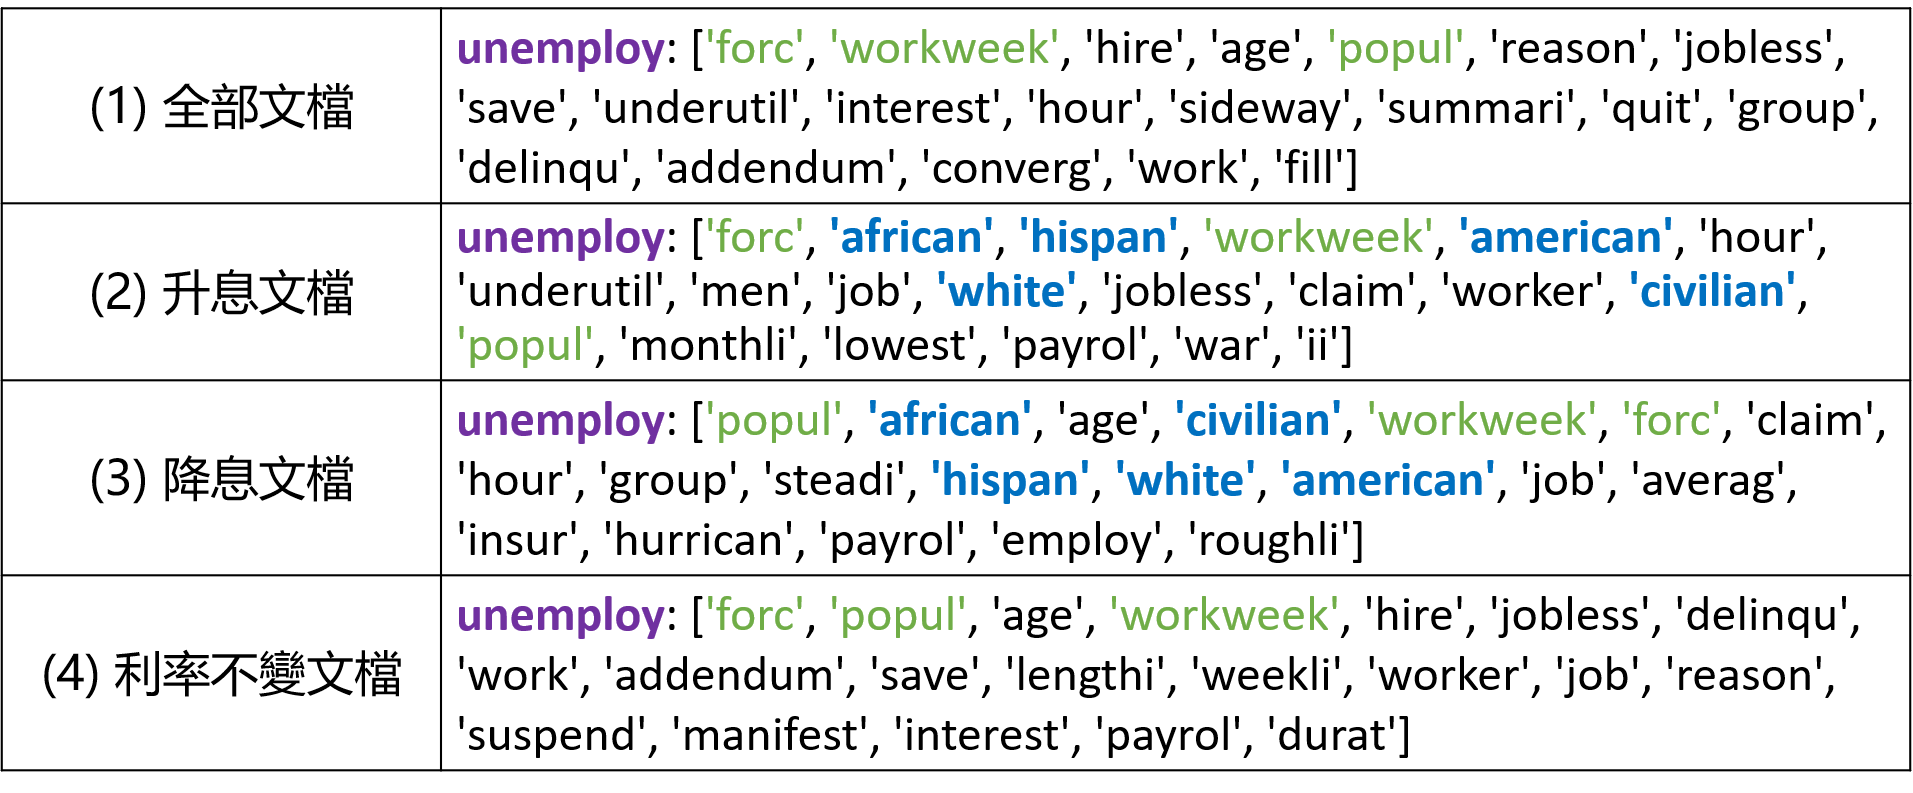 (1) 全部文檔
unemploy: ['forc', 'workweek', 'hire', 'age', 'popul', 'reason', 'jobless',
'save', 'underutil', 'interest', 'hour', 'sideway', 'summari', 'quit', 'group',
'delinqu', 'addendum', 'converg', 'work', 'fill']
(2) 升息文檔
unemploy: ['forc', 'african', 'hispan', 'workweek', 'american', 'hour',
'underutil', 'men', 'job', 'white', 'jobless', 'claim', 'worker', 'civilian',
'popul', 'monthli', 'lowest', 'payrol', 'war', 'ii']
(3) 降息文檔
unemploy: ['popul', 'african', 'age', 'civilian', 'workweek', 'forc', 'claim',
'hour', 'group', 'steadi', 'hispan', 'white', 'american', 'job', 'averag',
'insur', 'hurrican', 'payrol', 'employ', 'roughli']
(4) 利率不變文檔
unemploy: ['forc', 'popul', 'age', 'workweek', 'hire', 'jobless', 'delinqu',
'work', 'addendum', 'save', 'lengthi', 'weekli', 'worker', 'job', 'reason',
'suspend', 'manifest', 'interest', 'payrol', 'durat']